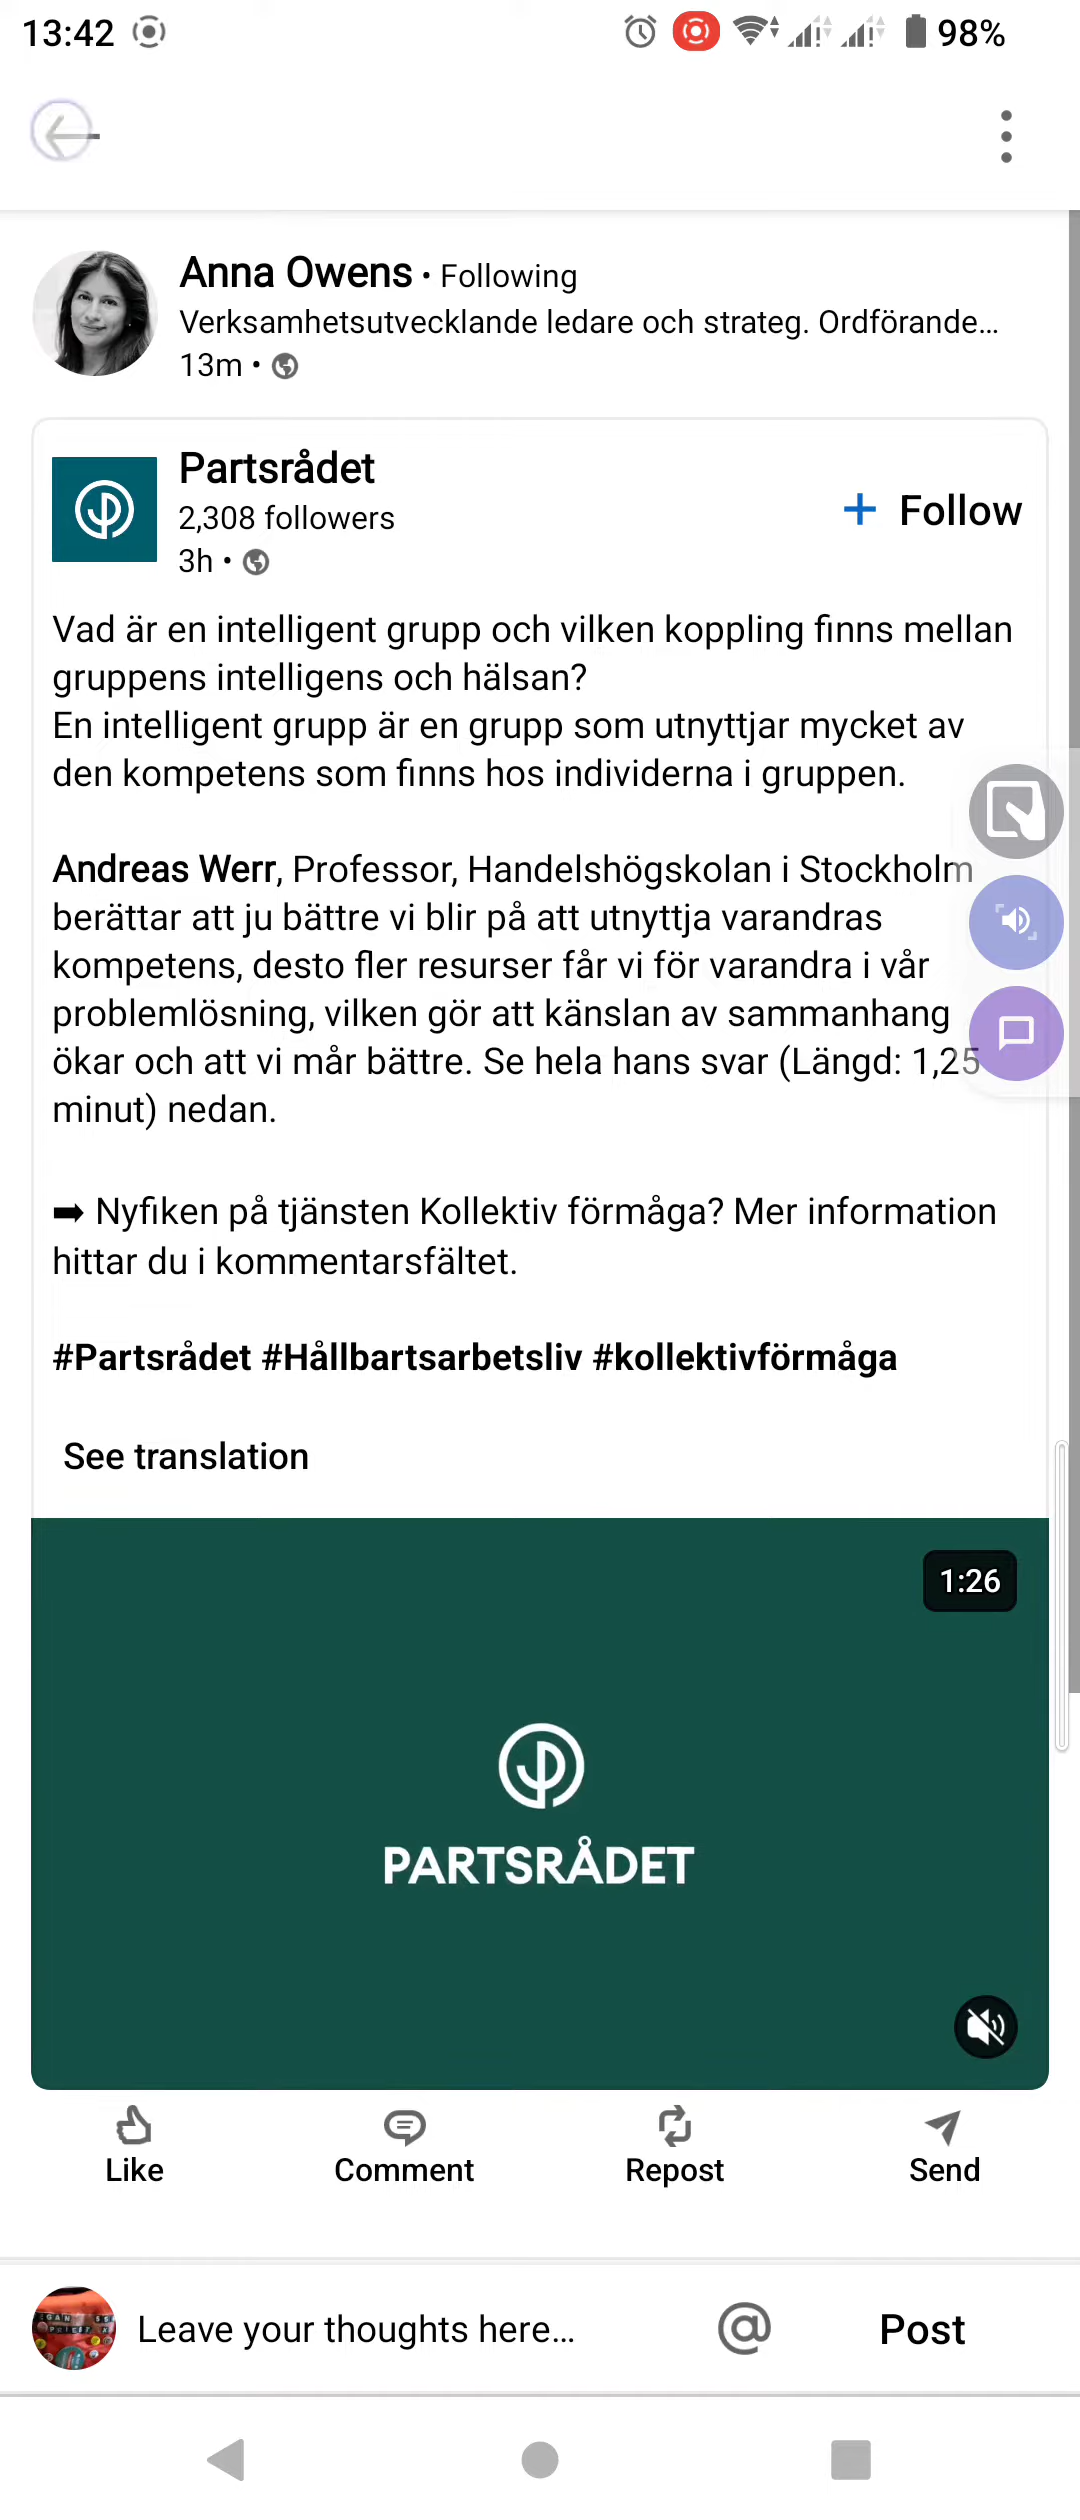 13:42
98%
Anna Owens • Following
Verksamhetsutvecklande ledare och strateg. Ordförande...
13m •
Partsrådet
2,308 followers
3h •
+ Follow
Vad är en intelligent grupp och vilken koppling finns mellan
gruppens intelligens och hälsan?
En intelligent grupp är en grupp som utnyttjar mycket av
den kompetens som finns hos individerna i gruppen.
Andreas Werr, Professor, Handelshögskolan i Stockholm
berättar att ju bättre vi blir på att utnyttja varandras
kompetens, desto fler resurser får vi för varandra i vår
problemlösning, vilken gör att känslan av sammanhang
ökar och att vi mår bättre. Se hela hans svar (Längd: 1,25
minut) nedan.
➡ Nyfiken på tjänsten Kollektiv förmåga? Mer information
hittar du i kommentarsfältet.
#Partsrådet #Hållbartsarbetsliv #kollektivförmåga
See translation
1:26
PARTSRÅDET
Like
Comment
Repost
Send
Leave your thoughts here...
@
Post